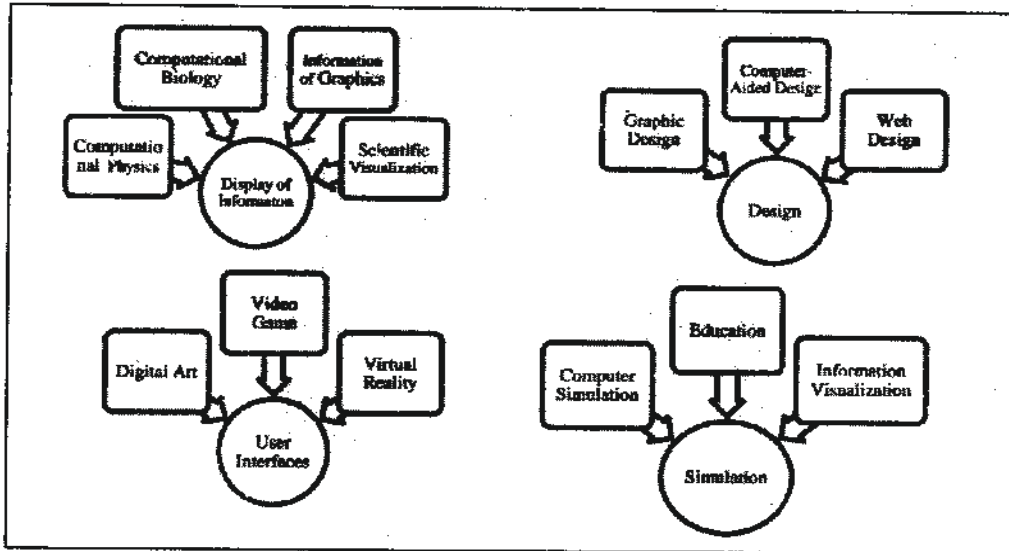 Computational
Biology
Information
of Graphics
Computatio
nal Physics
Scientific
Visualization
Display of
Information
Computer-
Aided Design
Graphic
Design
Web
Design
Design
Video
Game
Digital Art
Virtual
Reality
User
Interfaces
Education
Computer
Simulation
Information
Visualization
Simulation